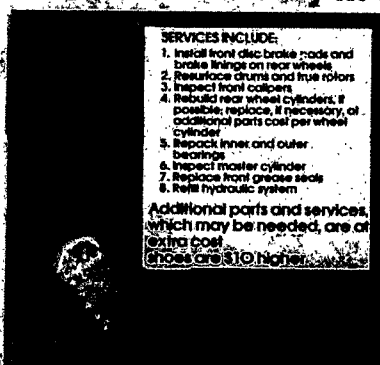 SERVICES INCLUDE:
1. Install front disc brake pads and
brake linings on rear wheels
2. Resurface drums and true rotors
3. Inspect front calipers
4. Rebuild rear wheel cylinders, if
possible; replace, if necessary, at
additional parts cost per wheel
cylinder
5. Repack inner and outer
bearings
6. Inspect master cylinder
7. Replace front grease seals
8. Refill hydraulic system
Additional parts and services,
which may be needed, are at
extra cost
shoes are $10 higher